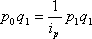 p₀q₁ = 1/iₚ p₁q₁